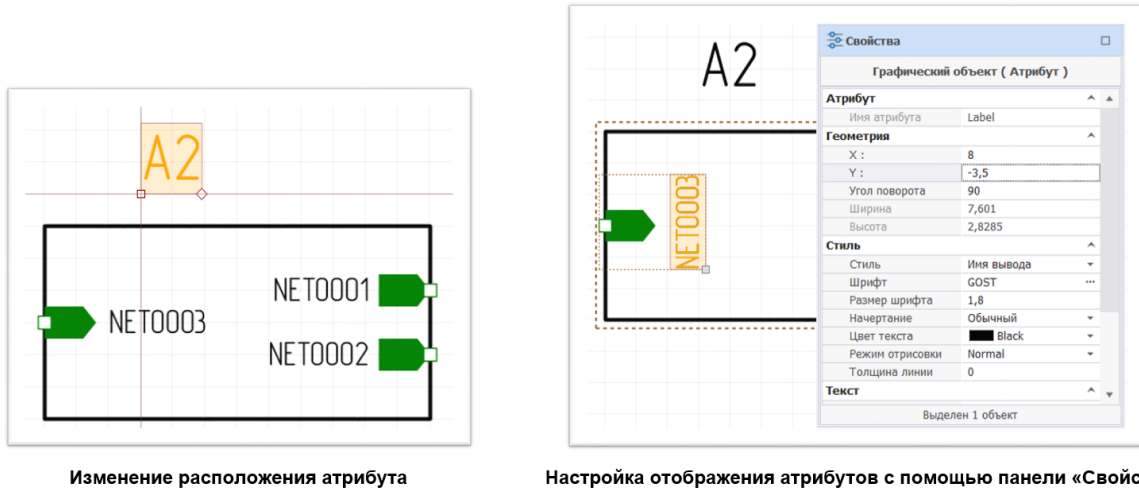 A2
NET0001
NET0003
NET0002
Изменение расположения атрибута
A2
NET0003
Свойства
Графический объект ( Атрибут )
Атрибут
Имя атрибута Label
Геометрия
X : 8
Y : -3,5
Угол поворота 90
Ширина 7,601
Высота 2,8285
Стиль
Стиль Имя вывода
Шрифт GOST ...
Размер шрифта 1,8
Начертание Обычный
Цвет текста Black
Режим отрисовки Normal
Толщина линии 0
Текст
Выделен 1 объект
Настройка отображения атрибутов с помощью панели «Свойс